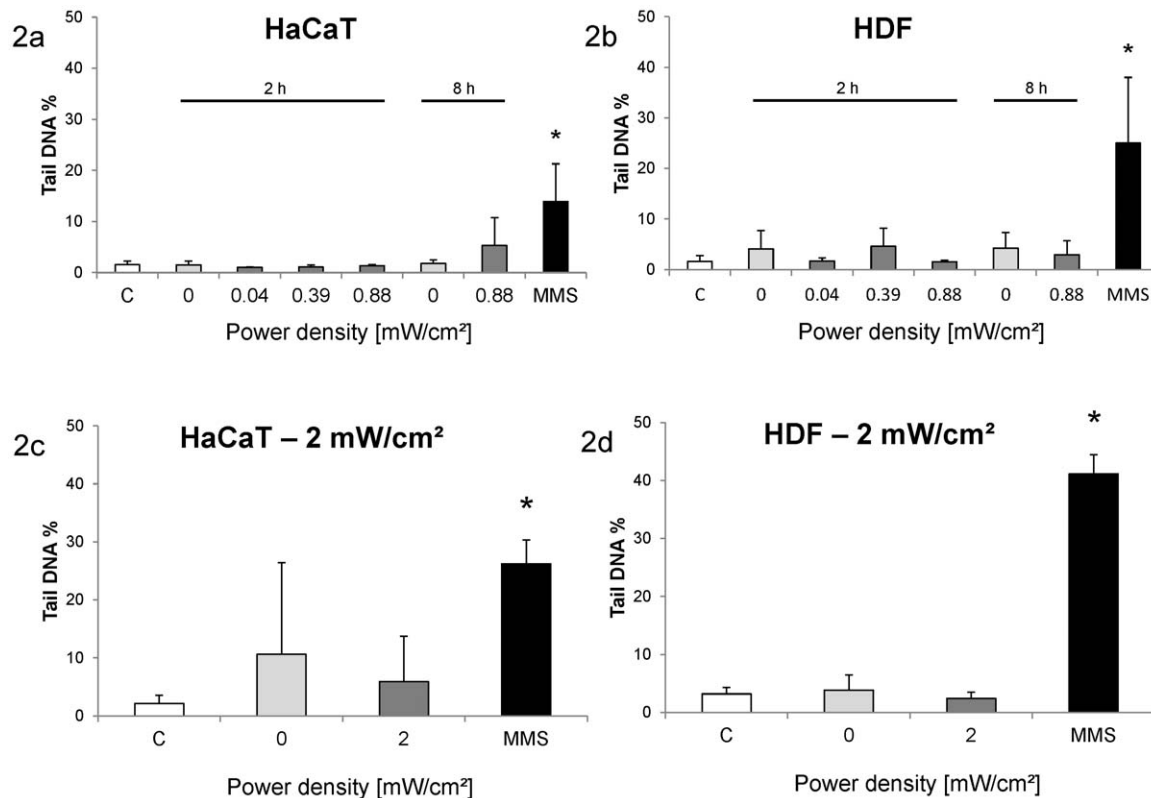 2a
HaCaT
50
40
30
20
10
0
Tail DNA %
2 h
8 h
*
C 0 0.04 0.39 0.88 0 0.88 MMS
Power density [mW/cm²]
2b
HDF
50
40
30
20
10
0
Tail DNA %
2 h
8 h
*
C 0 0.04 0.39 0.88 0 0.88 MMS
Power density [mW/cm²]
2c
HaCaT – 2 mW/cm²
50
40
30
20
10
0
Tail DNA %
*
C 0 2 MMS
Power density [mW/cm²]
2d
HDF – 2 mW/cm²
50
40
30
20
10
0
Tail DNA %
*
C 0 2 MMS
Power density [mW/cm²]